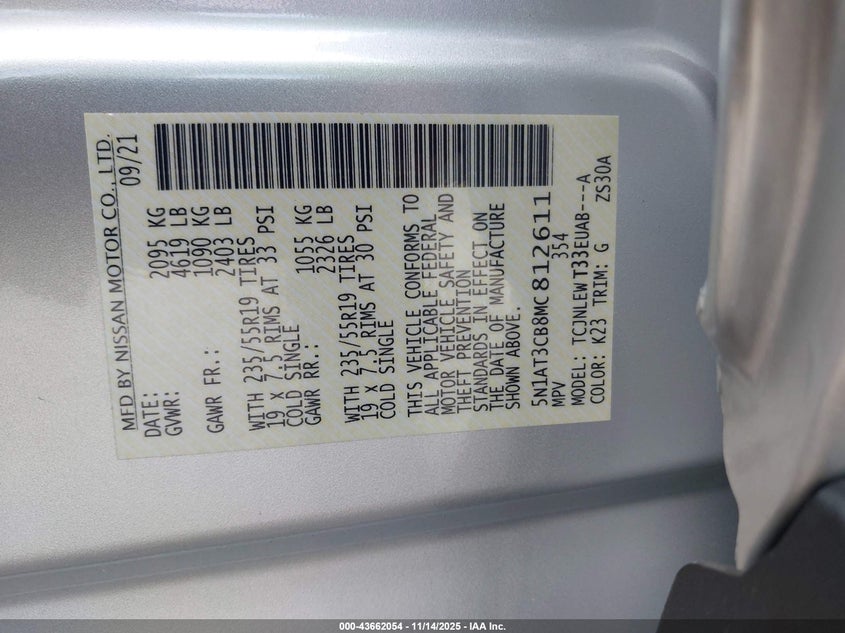 MFD BY NISSAN MOTOR CO., LTD.
DATE: 09/21
GVWR: 2095 KG
4619 LB
GAWR FR.: 1090 KG
2403 LB
WITH 235/55R19 TIRES
19 X 7.5 RIMS AT 33 PSI
COLD SINGLE
GAWR RR.: 1055 KG
2326 LB
WITH 235/55R19 TIRES
19 X 7.5 RIMS AT 30 PSI
COLD SINGLE
THIS VEHICLE CONFORMS TO
ALL APPLICABLE FEDERAL
MOTOR VEHICLE SAFETY AND
THEFT PREVENTION
STANDARDS IN EFFECT ON
THE DATE OF MANUFACTURE
SHOWN ABOVE.
5N1AT3CB8MC812611
MPV 354
MODEL: TCJNLEWT33EUAB---A
COLOR: K23 TRIM: G ZS30A
000-43662054 - 11/14/2025 - IAA Inc.